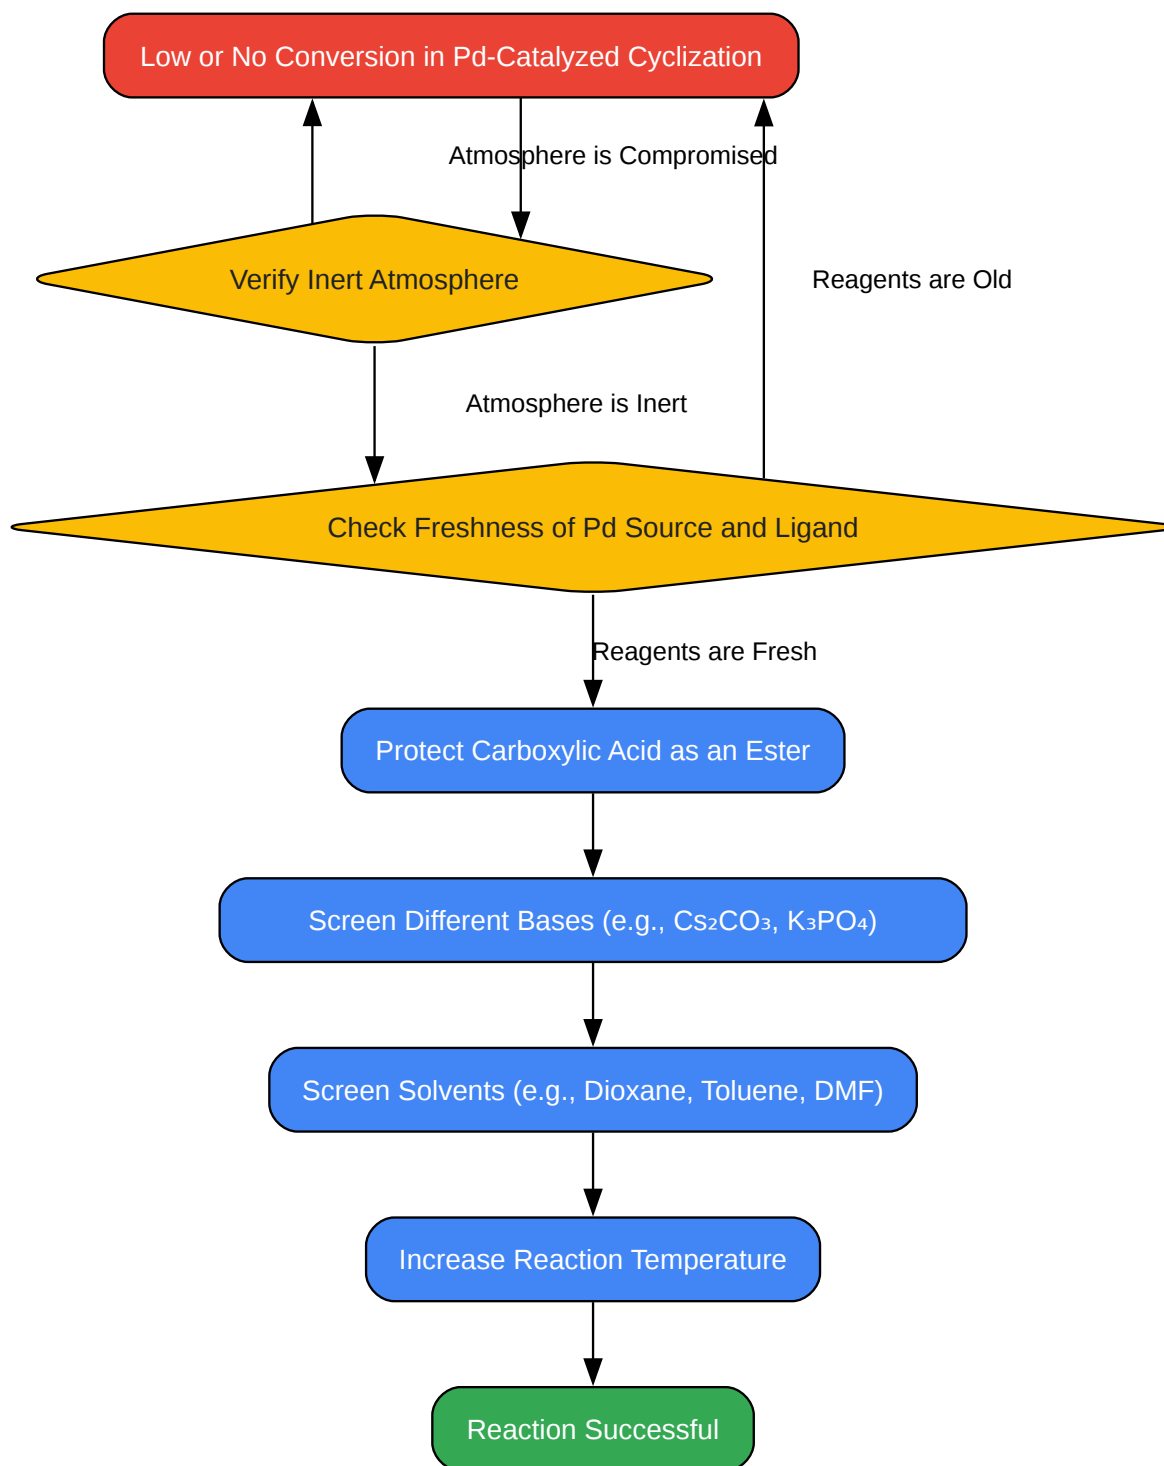 Low or No Conversion in Pd-Catalyzed Cyclization
Atmosphere is Compromised
Verify Inert Atmosphere
Reagents are Old
Atmosphere is Inert
Check Freshness of Pd Source and Ligand
Reagents are Fresh
Protect Carboxylic Acid as an Ester
Screen Different Bases (e.g., Cs₂CO₃, K₃PO₄)
Screen Solvents (e.g., Dioxane, Toluene, DMF)
Increase Reaction Temperature
Reaction Successful